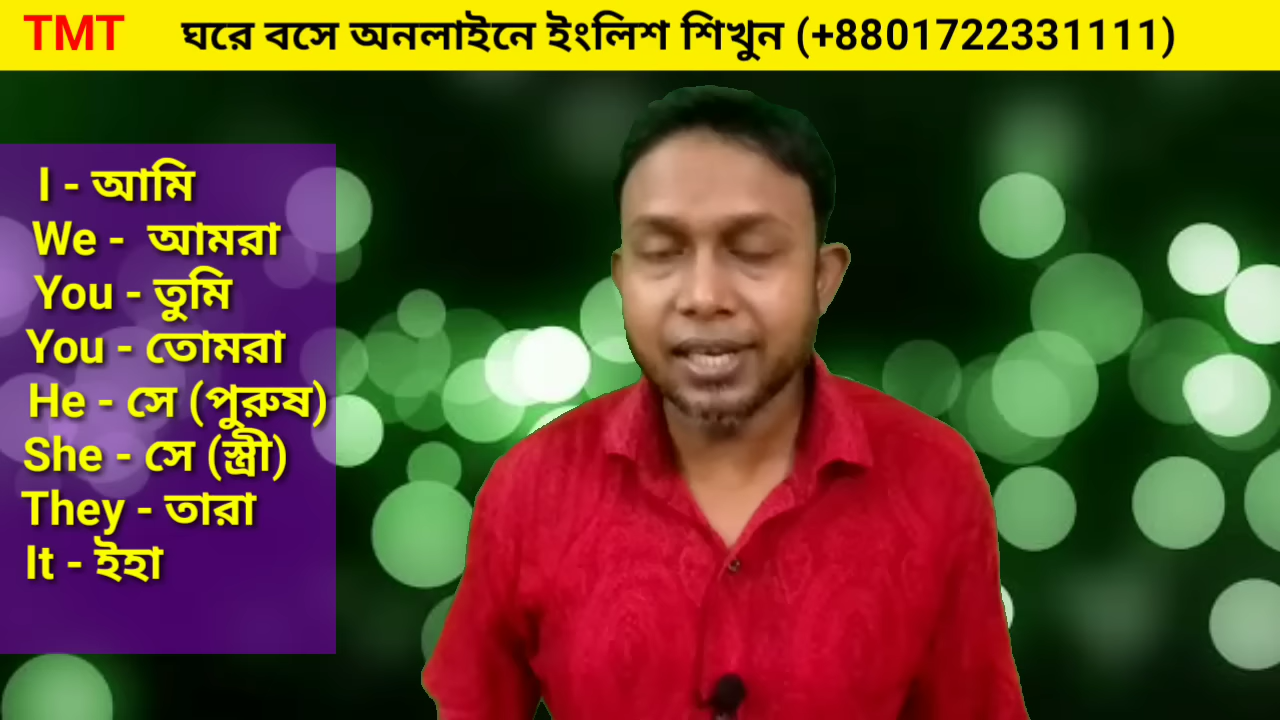 TMT ঘরে বসে অনলাইনে ইংলিশ শিখুন (+8801722331111)
I - আমি
We - আমরা
You - তুমি
You - তোমরা
He - সে (পুরুষ)
She - সে (স্ত্রী)
They - তারা
It - ইহা